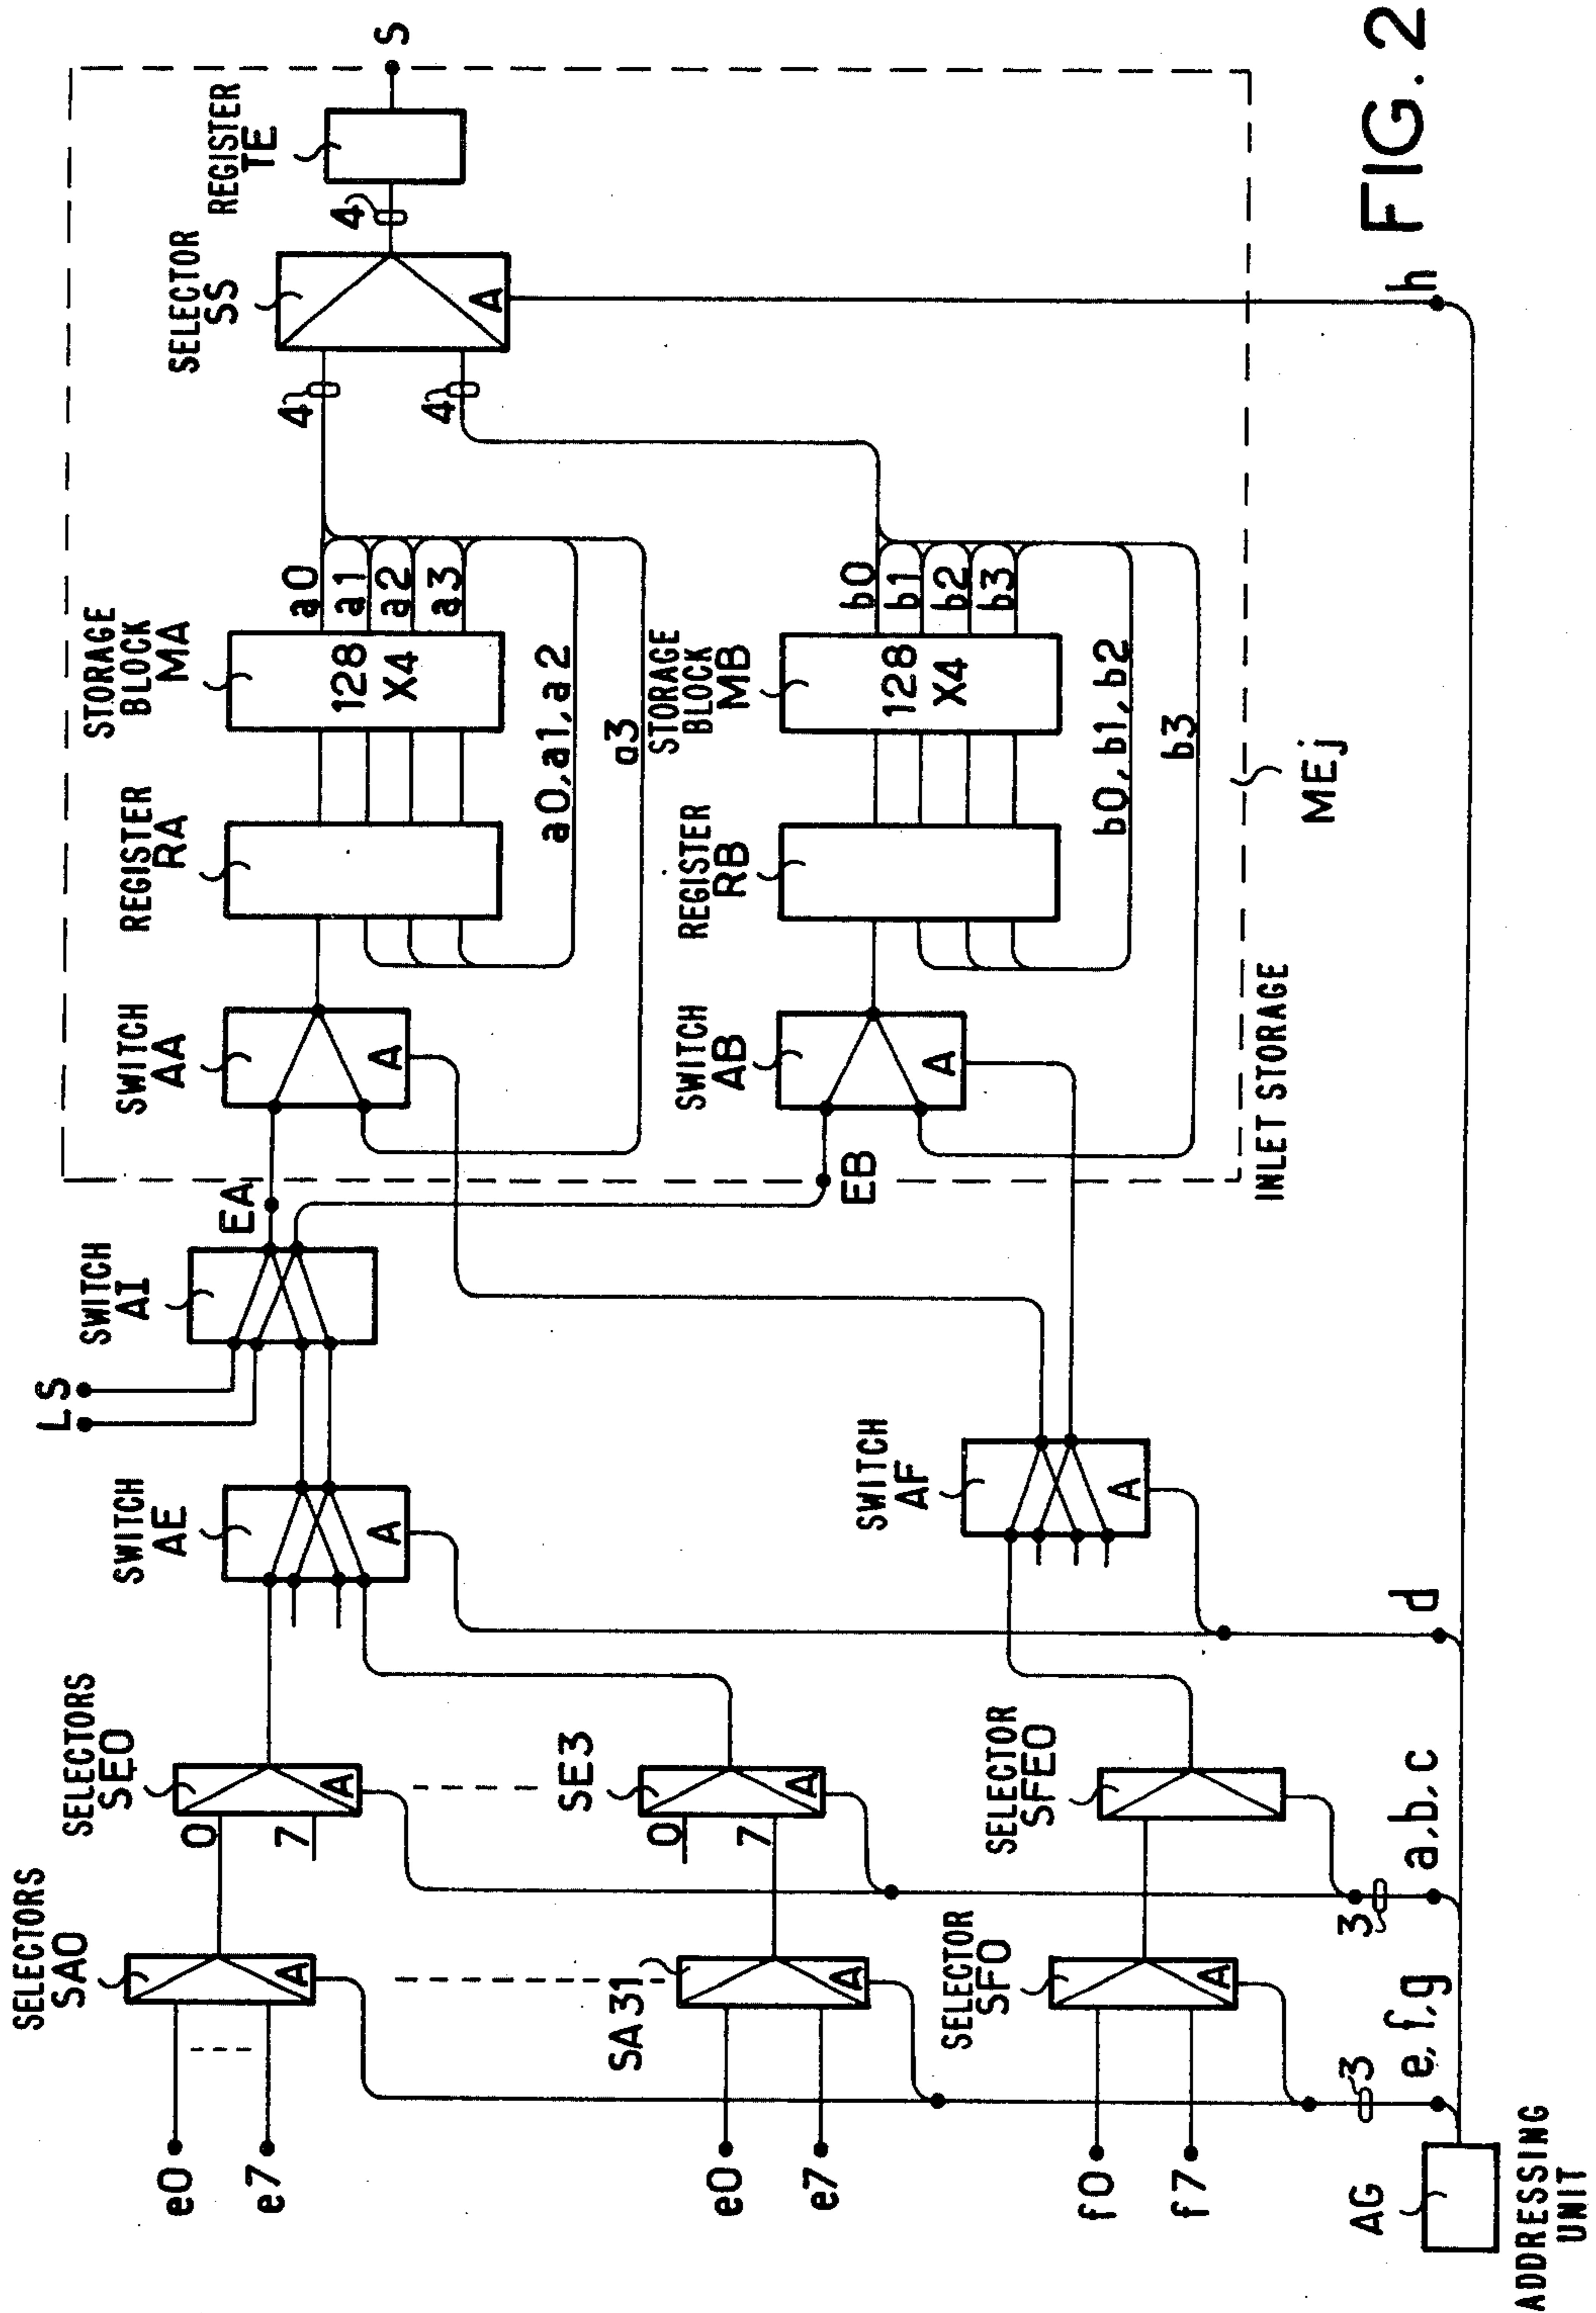 SELECTORS
SA0
SELECTORS
SE0
SWITCH
AE
LS
SWITCH
AI
EA
SWITCH
AA
REGISTER
RA
STORAGE
BLOCK
MA
128
X4
a0
a1
a2
a3
a0,a1,a2
a3
4
4
SELECTOR
SS
A
4
REGISTER
TE
S
e0
e7
A
0
7
A
A
A
SA31
e0
e7
A
SE3
0
7
A
EB
SWITCH
AB
A
REGISTER
RB
STORAGE
BLOCK
MB
128
X4
b0
b1
b2
b3
b0,b1,b2
b3
SELECTOR
SF0
f0
f7
A
SELECTOR
SFE0
SWITCH
AF
A
INLET STORAGE
MEj
AG
ADDRESSING
UNIT
3
e,f,g
3
a,b,c
d
h
FIG. 2